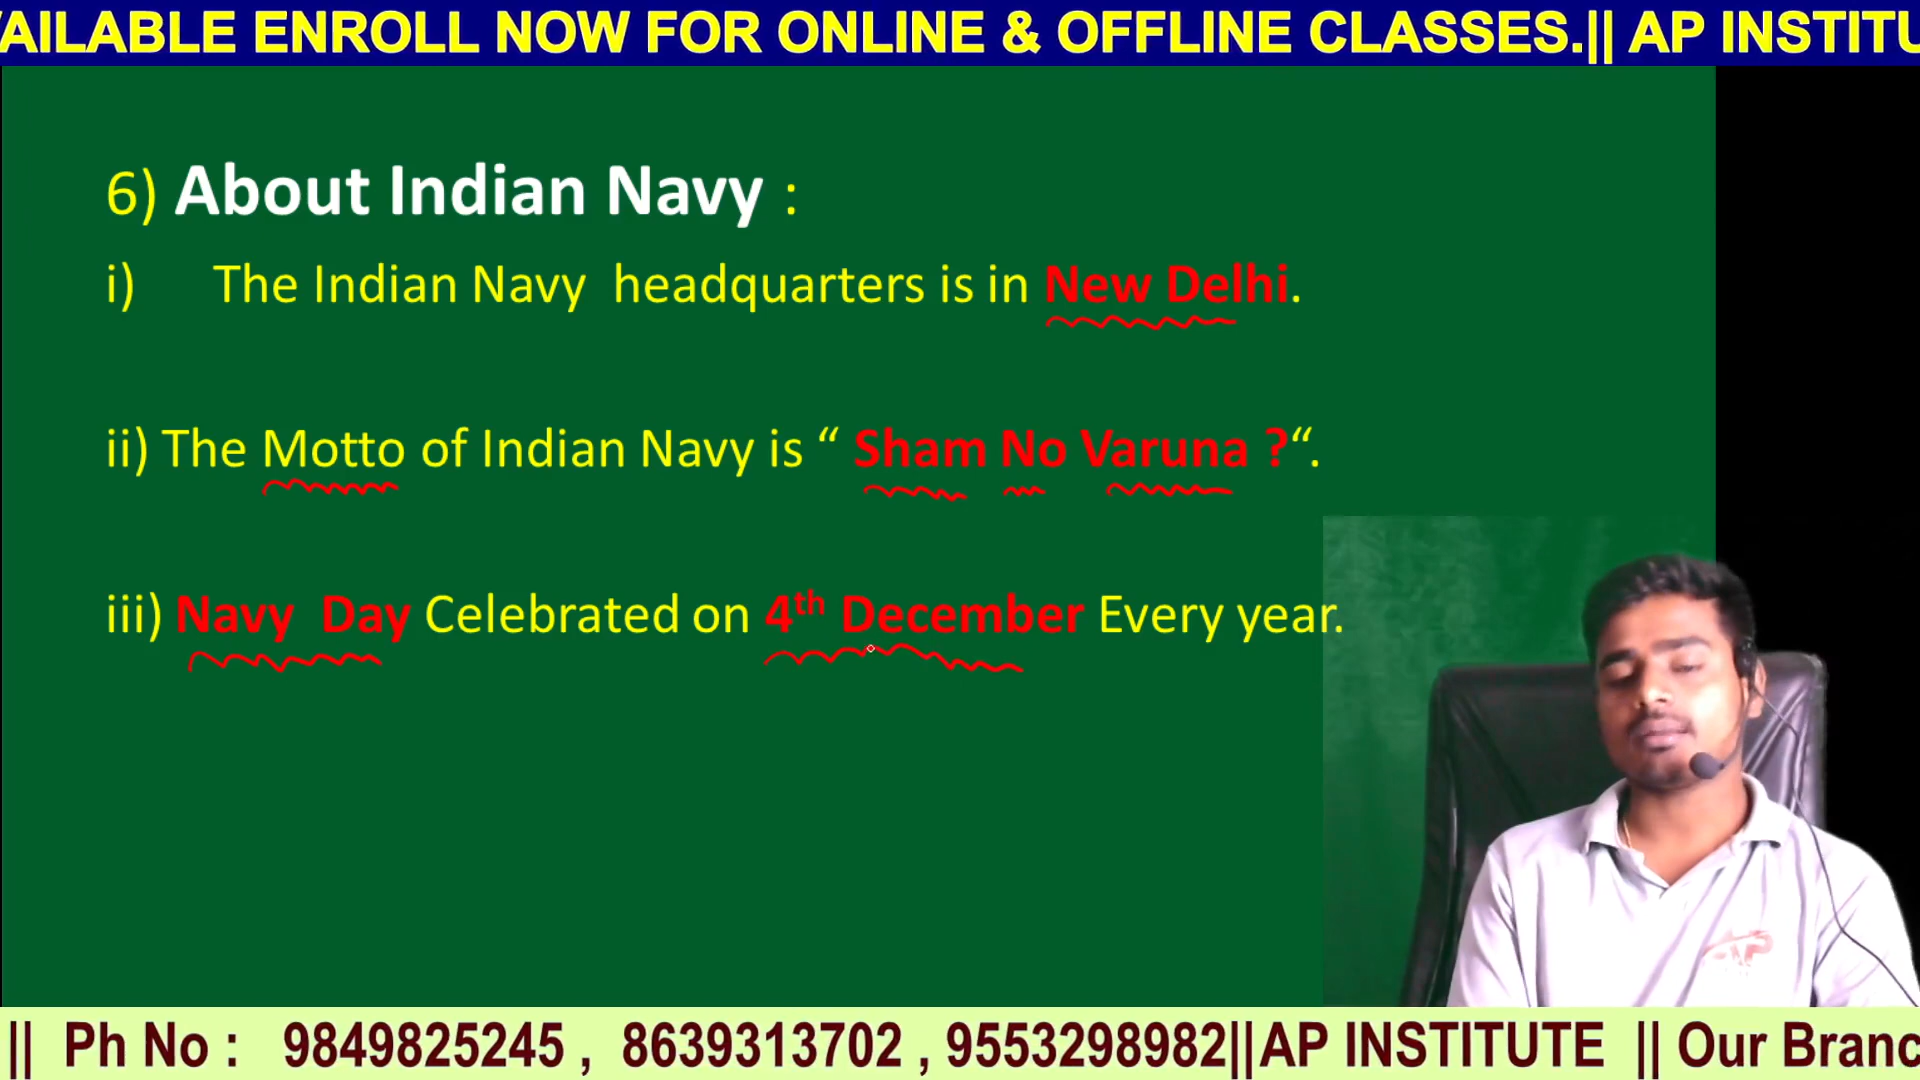 AILABLE ENROLL NOW FOR ONLINE & OFFLINE CLASSES.|| AP INSTITU
6) About Indian Navy :
i) The Indian Navy headquarters is in New Delhi.
ii) The Motto of Indian Navy is “ Sham No Varuna ?“.
iii) Navy Day Celebrated on 4th December Every year.
AP
|| Ph No : 9849825245 , 8639313702 , 9553298982||AP INSTITUTE || Our Branc